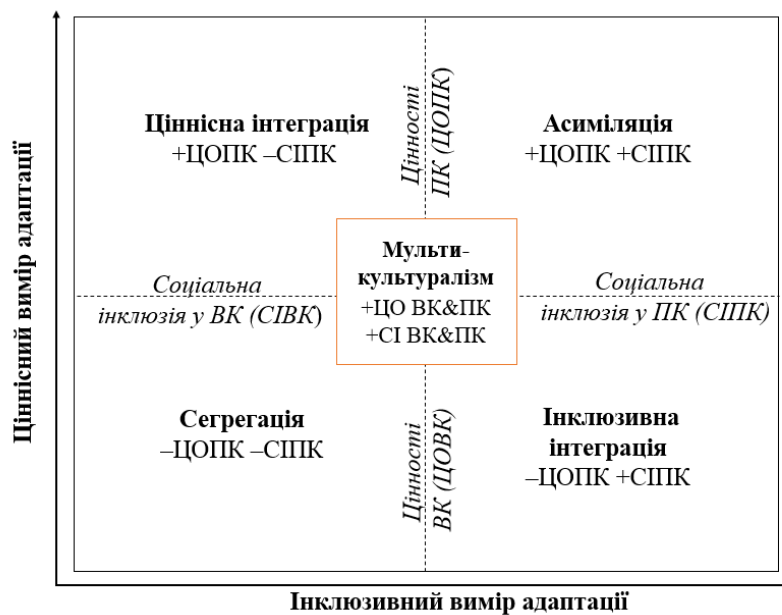 Ціннісний вимір адаптації
Ціннісна інтеграція
+ЦОПК –СІПК
Цінності
ПК (ЦОПК)
Асиміляція
+ЦОПК +СІПК
Соціальна
інклюзія у ВК (СІВК)
Мульти-
культуралізм
+ЦО ВК&ПК
+СІ ВК&ПК
Соціальна
інклюзія у ПК (СІПК)
Сегрегація
–ЦОПК –СІПК
Цінності
ВК (ЦОВК)
Інклюзивна
інтеграція
–ЦОПК +СІПК
Інклюзивний вимір адаптації